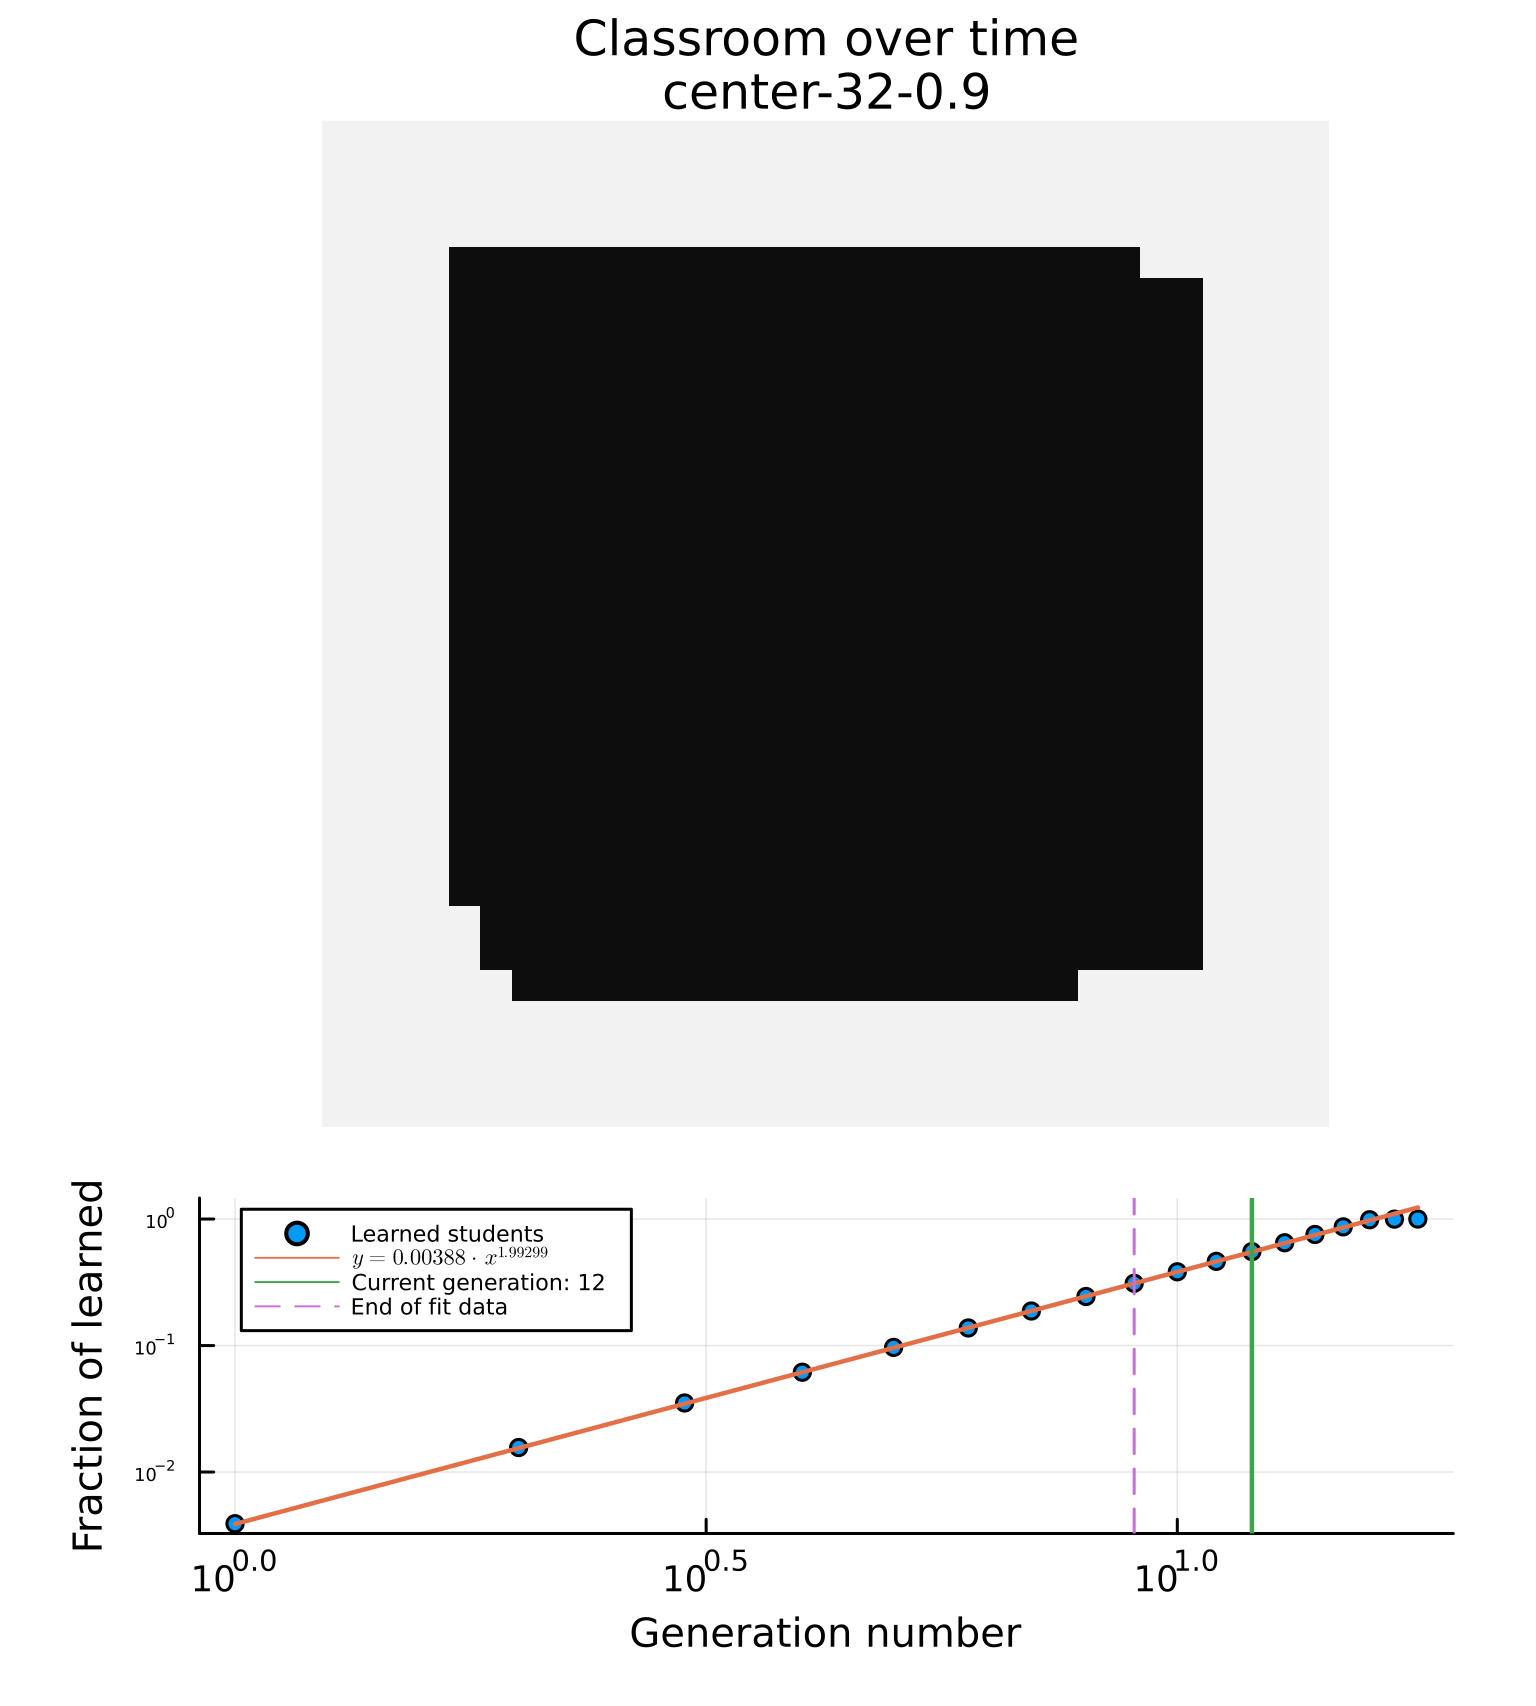 Classroom over time
center-32-0.9
Fraction of learned
10⁰
10⁻¹
10⁻²
Learned students
y = 0.00388 · x^1.99299
Current generation: 12
End of fit data
10^0.0
10^0.5
10^1.0
Generation number